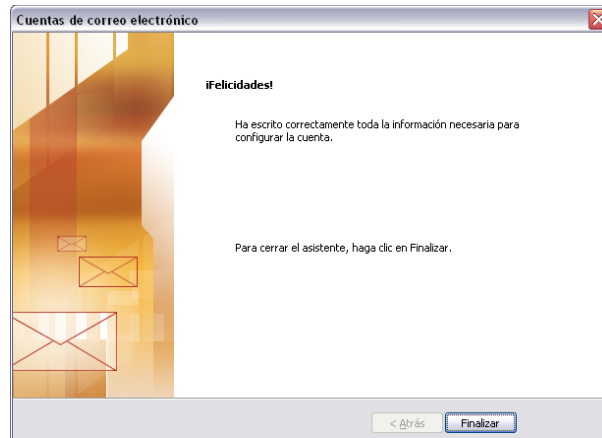 Cuentas de correo electrónico
¡Felicidades!
Ha escrito correctamente toda la información necesaria para
configurar la cuenta.
Para cerrar el asistente, haga clic en Finalizar.
< Atrás
Finalizar